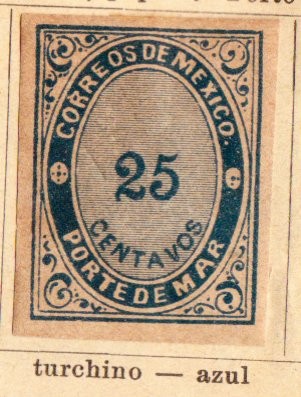 CORREOS DE MEXICO.
25
CENTAVOS
PORTE DE MAR
turchino — azul